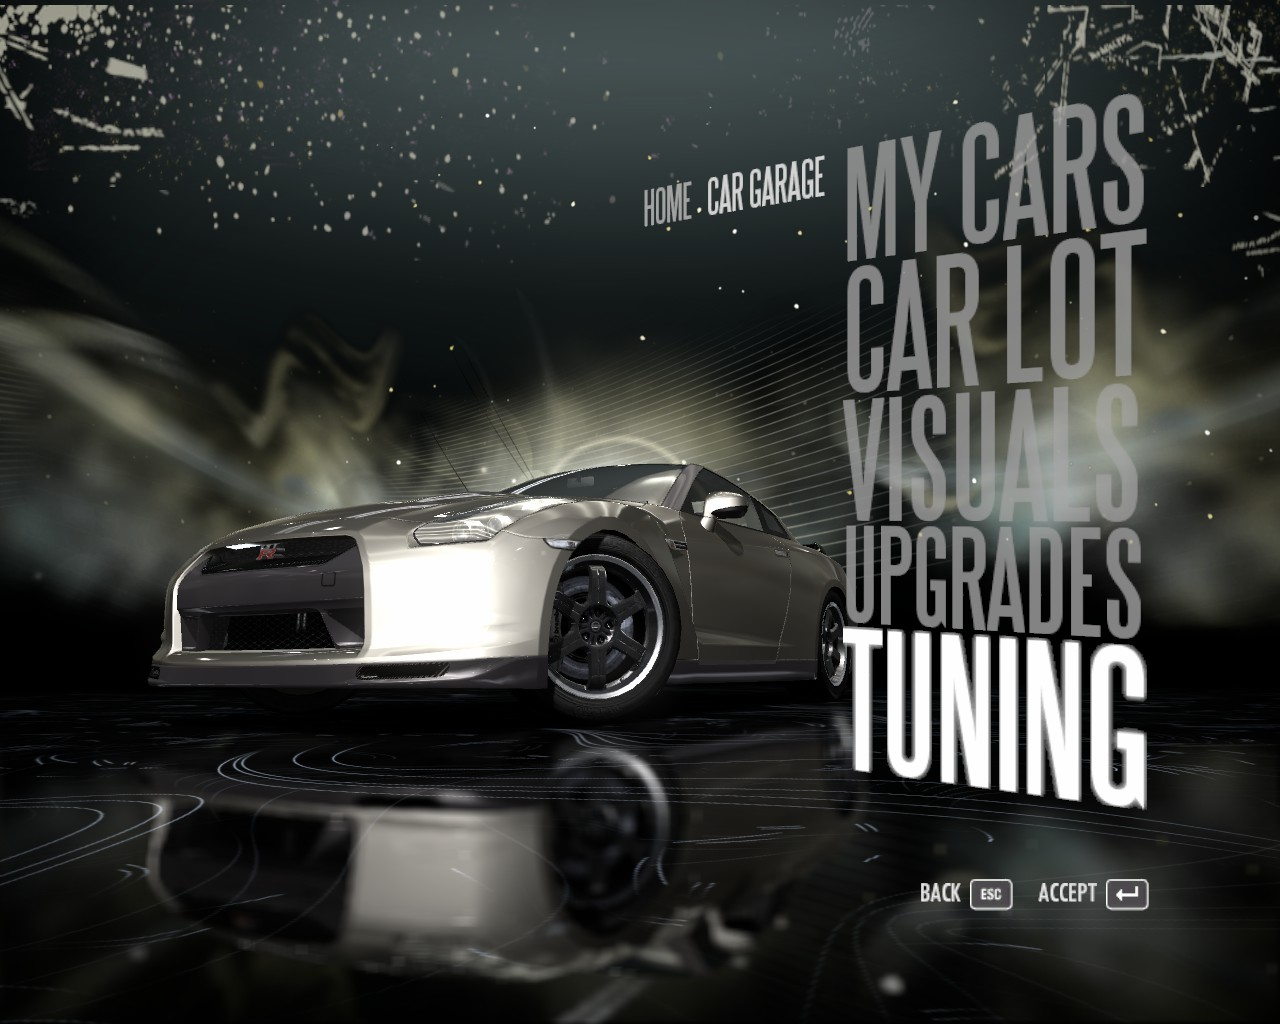 HOME . CAR GARAGE
MY CARS
CAR LOT
VISUALS
UPGRADES
TUNING
BACK ESC ACCEPT